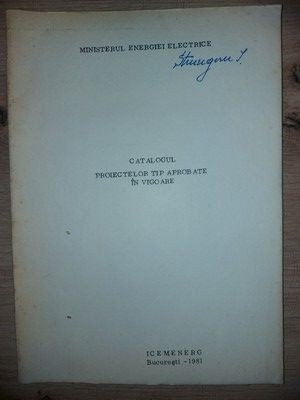 MINISTERUL ENERGIEI ELECTRICE
CATALOGUL
PROIECTELOR TIP APROBATE
ÎN VIGOARE
ICEMENERG
Bucureşti - 1981